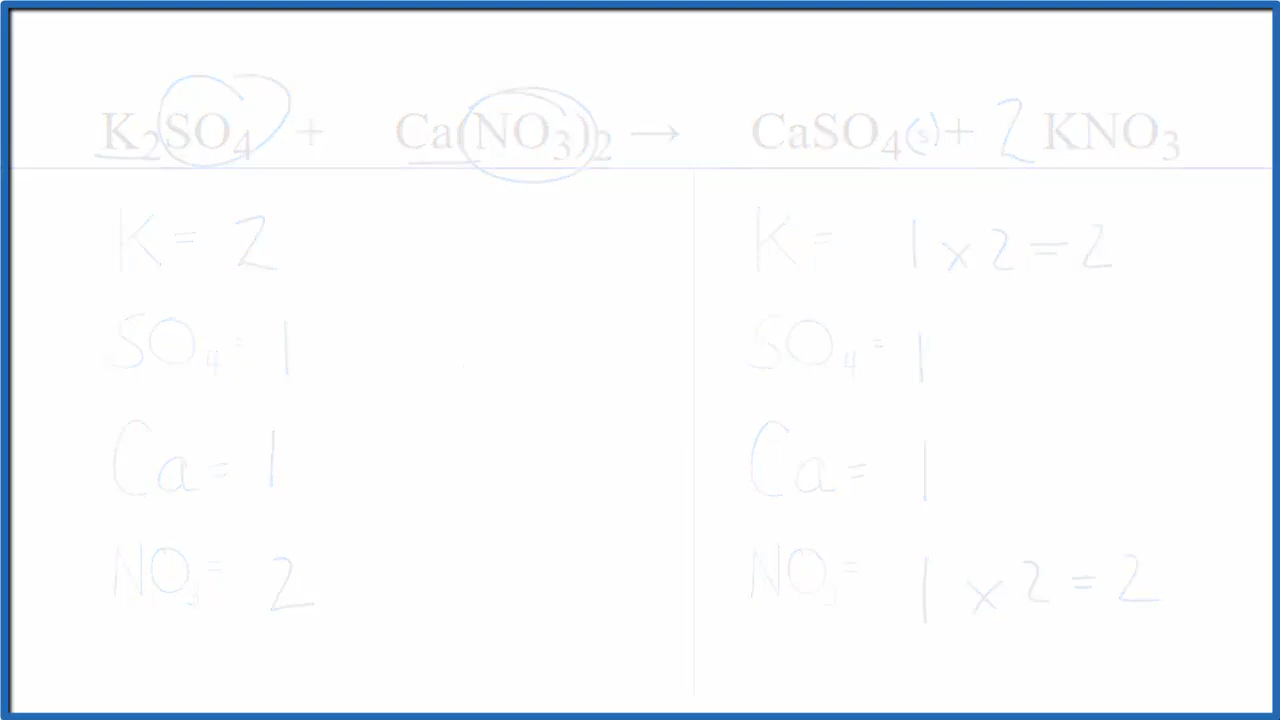 K2SO4 + Ca(NO3)2 → CaSO4(s) + 2 KNO3
K = 2 K = 1 x 2 = 2
SO4 = 1 SO4 = 1
Ca = 1 Ca = 1
NO3 = 2 NO3 = 1 x 2 = 2